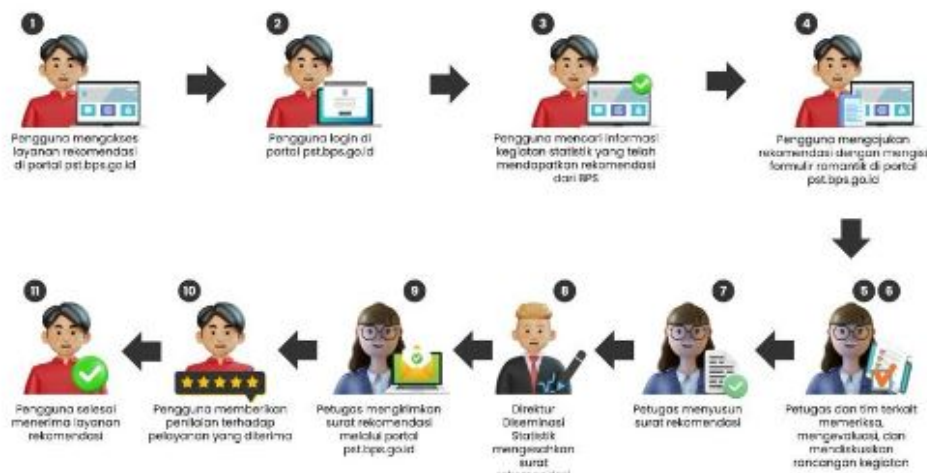 1
Pengguna mengakses
layanan rekomendasi
di portal pst.bps.go.id
2
Pengguna login di
portal pst.bps.go.id
3
Pengguna mencari informasi
kegiatan statistik yang telah
mendapatkan rekomendasi
dari BPS
4
Pengguna mengajukan
rekomendasi dengan mengisi
formulir romantik di portal
pst.bps.go.id
5 6
Petugas dan tim terkait
memeriksa,
mengevaluasi, dan
mendiskusikan
rancangan kegiatan
7
Petugas menyusun
surat rekomendasi
8
Direktur
Diseminasi
Statistik
mengesahkan
surat
9
Petugas mengirimkan
surat rekomendasi
melalui portal
pst.bps.go.id
10
Pengguna memberikan
penilaian terhadap
pelayanan yang diterima
11
Pengguna selesai
menerima layanan
rekomendasi